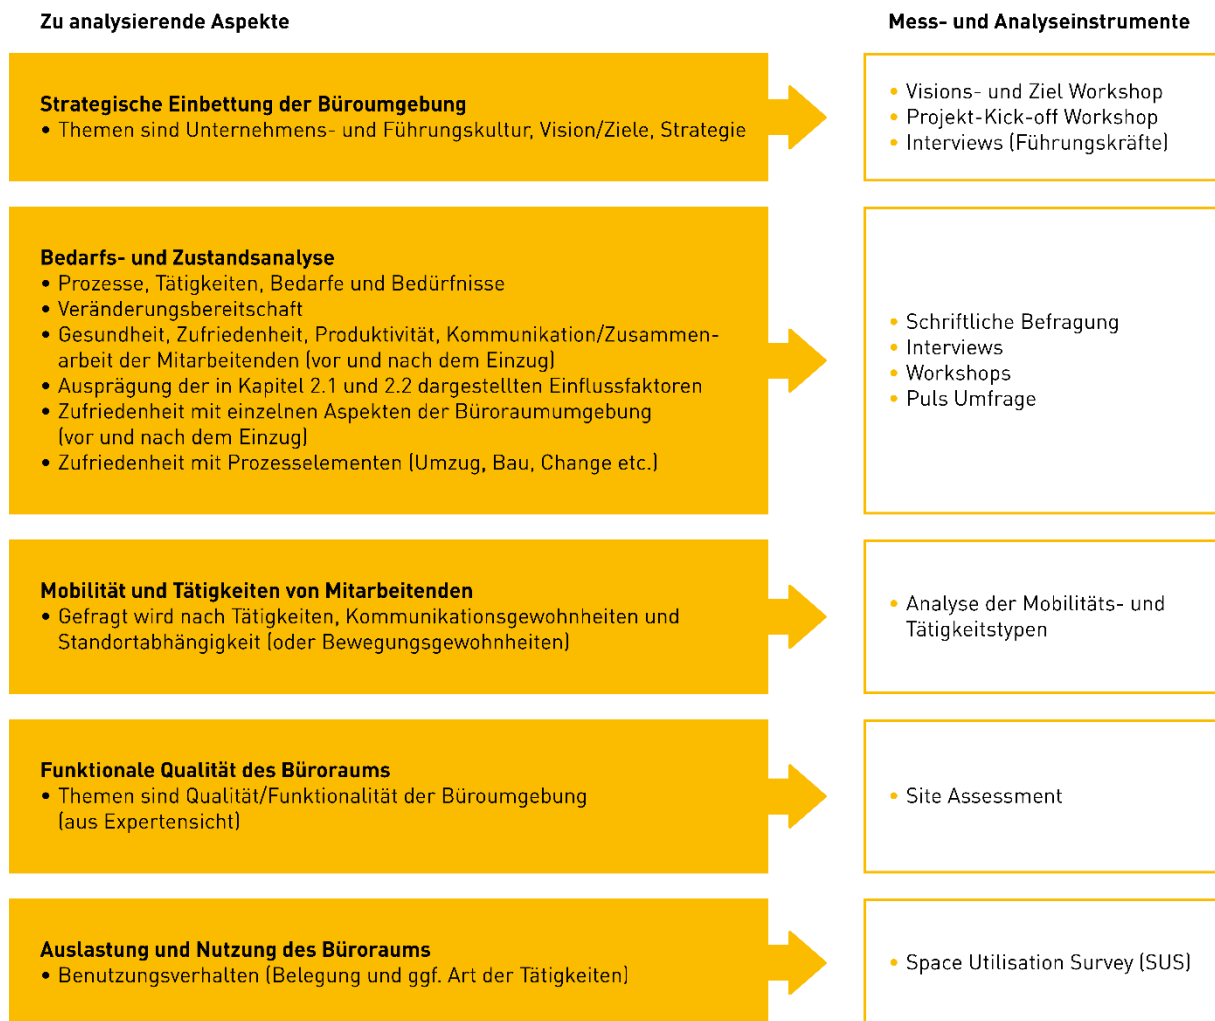 Zu analysierende Aspekte
Mess- und Analyseinstrumente
Strategische Einbettung der Büroumgebung
• Themen sind Unternehmens- und Führungskultur, Vision/Ziele, Strategie
• Visions- und Ziel Workshop
• Projekt-Kick-off Workshop
• Interviews (Führungskräfte)
Bedarfs- und Zustandsanalyse
• Prozesse, Tätigkeiten, Bedarfe und Bedürfnisse
• Veränderungsbereitschaft
• Gesundheit, Zufriedenheit, Produktivität, Kommunikation/Zusammen-
arbeit der Mitarbeitenden (vor und nach dem Einzug)
• Ausprägung der in Kapitel 2.1 und 2.2 dargestellten Einflussfaktoren
• Zufriedenheit mit einzelnen Aspekten der Büroraumumgebung
(vor und nach dem Einzug)
• Zufriedenheit mit Prozesselementen (Umzug, Bau, Change etc.)
• Schriftliche Befragung
• Interviews
• Workshops
• Puls Umfrage
Mobilität und Tätigkeiten von Mitarbeitenden
• Gefragt wird nach Tätigkeiten, Kommunikationsgewohnheiten und
Standortabhängigkeit (oder Bewegungsgewohnheiten)
• Analyse der Mobilitäts- und
Tätigkeitstypen
Funktionale Qualität des Büroraums
• Themen sind Qualität/Funktionalität der Büroumgebung
(aus Expertensicht)
• Site Assessment
Auslastung und Nutzung des Büroraums
• Benutzungsverhalten (Belegung und ggf. Art der Tätigkeiten)
• Space Utilisation Survey (SUS)